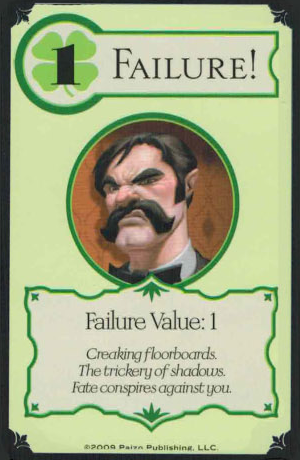 1 FAILURE!
Failure Value: 1
Creaking floorboards.
The trickery of shadows.
Fate conspires against you.
©2009 Paizo Publishing, LLC.